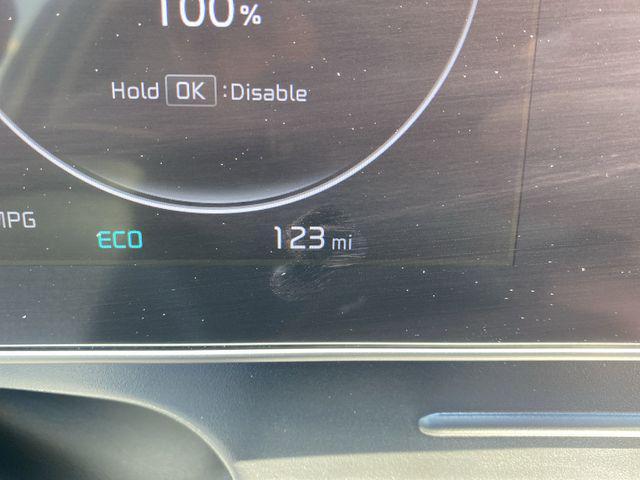 100%
Hold OK :Disable
MPG
ECO 123 mi